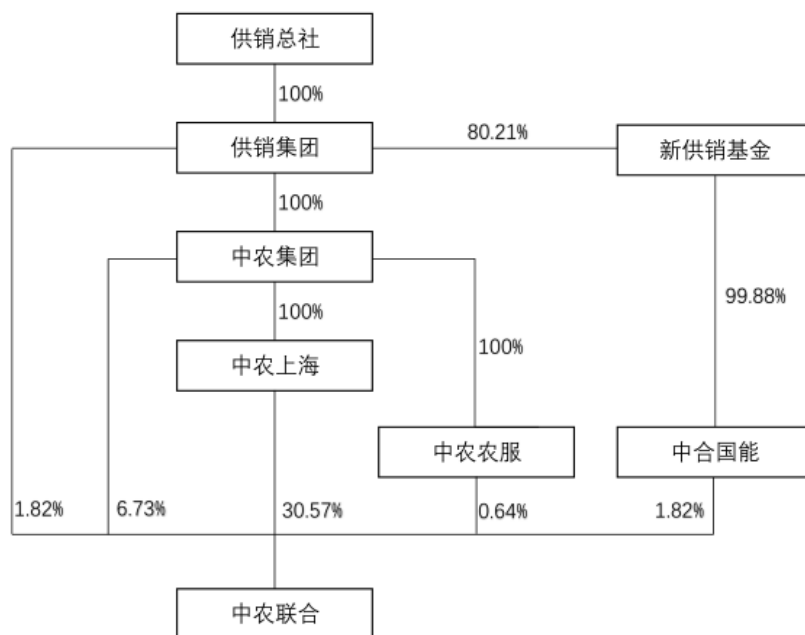 供销总社
100%
供销集团
80.21%
新供销基金
100%
中农集团
99.88%
100%
100%
中农上海
中农农服
中合国能
1.82%
6.73%
30.57%
0.64%
1.82%
中农联合